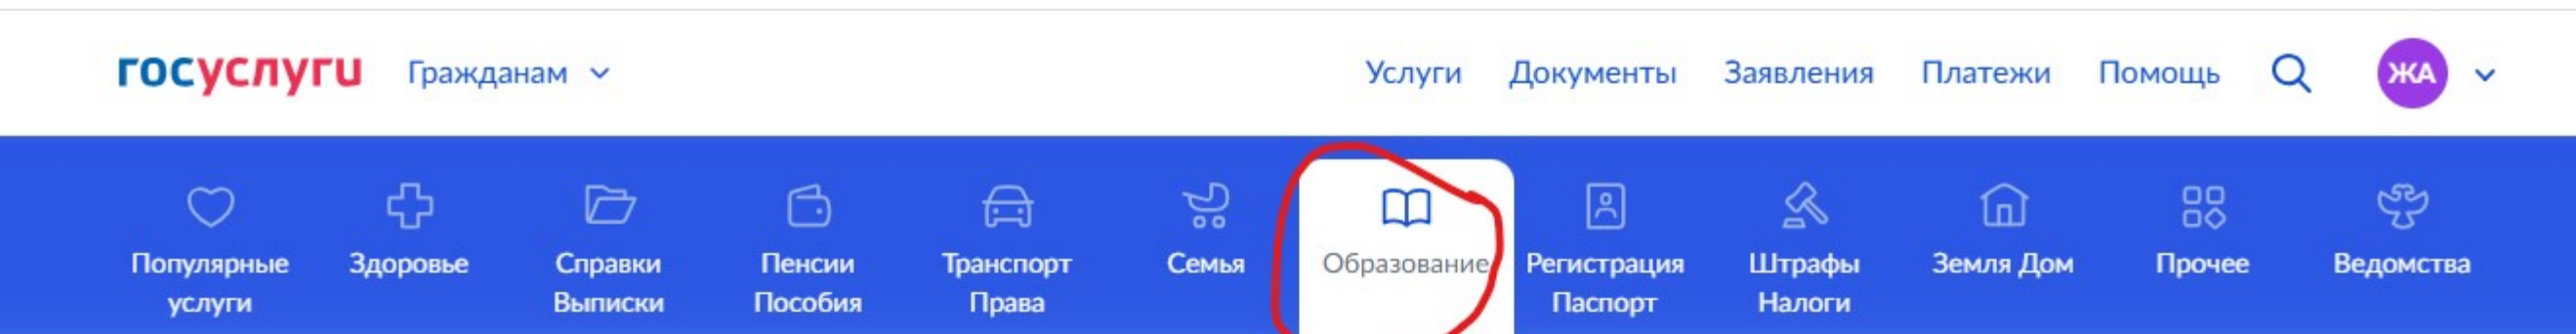 госуслуги Гражданам Услуги Документы Заявления Платежи Помощь ЖА
Популярные услуги
Здоровье
Справки Выписки
Пенсии Пособия
Транспорт Права
Семья
Образование
Регистрация Паспорт
Штрафы Налоги
Земля Дом
Прочее
Ведомства